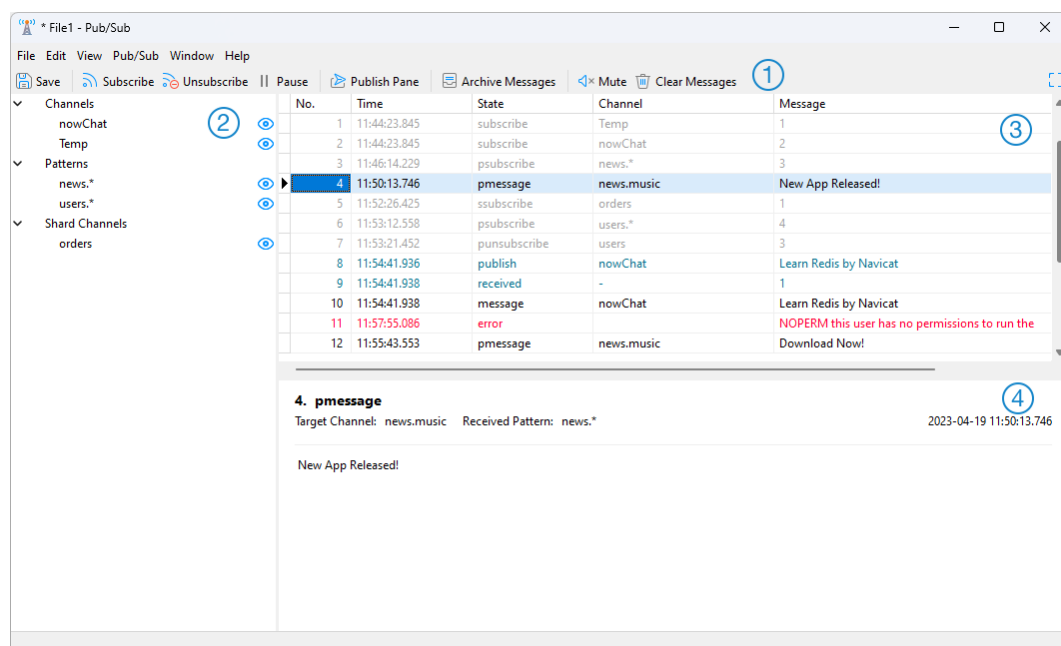 * File1 - Pub/Sub
File Edit View Pub/Sub Window Help
Save Subscribe Unsubscribe Pause Publish Pane Archive Messages Mute Clear Messages 1
Channels
nowChat
Temp
Patterns
news.*
users.*
Shard Channels
orders
2
No. Time State Channel Message
1 11:44:23.845 subscribe Temp 1
2 11:44:23.845 subscribe nowChat 2
3 11:46:14.229 psubscribe news.* 3
4 11:50:13.746 pmessage news.music New App Released!
5 11:52:26.425 ssubscribe orders 1
6 11:53:12.558 psubscribe users.* 4
7 11:53:21.452 punsubscribe users 3
8 11:54:41.936 publish nowChat Learn Redis by Navicat
9 11:54:41.938 received - 1
10 11:54:41.938 message nowChat Learn Redis by Navicat
11 11:57:55.086 error NOPERM this user has no permissions to run the
12 11:55:43.553 pmessage news.music Download Now!
3
4. pmessage
4
Target Channel: news.music Received Pattern: news.* 2023-04-19 11:50:13.746
New App Released!